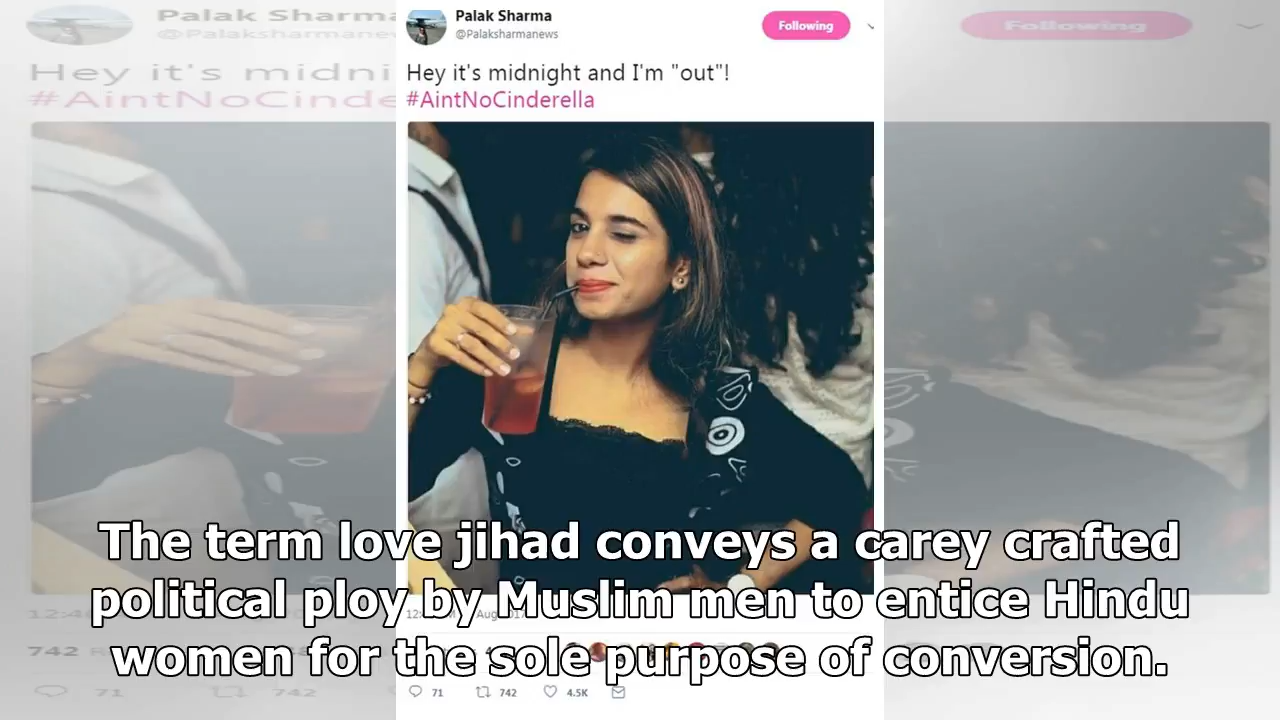 Palak Sharma
@Palaksharmanews
Following
Hey it's midnight and I'm "out"!
#AintNoCinderella
The term love jihad conveys a carey crafted
political ploy by Muslim men to entice Hindu
women for the sole purpose of conversion.
71 742 4.5K